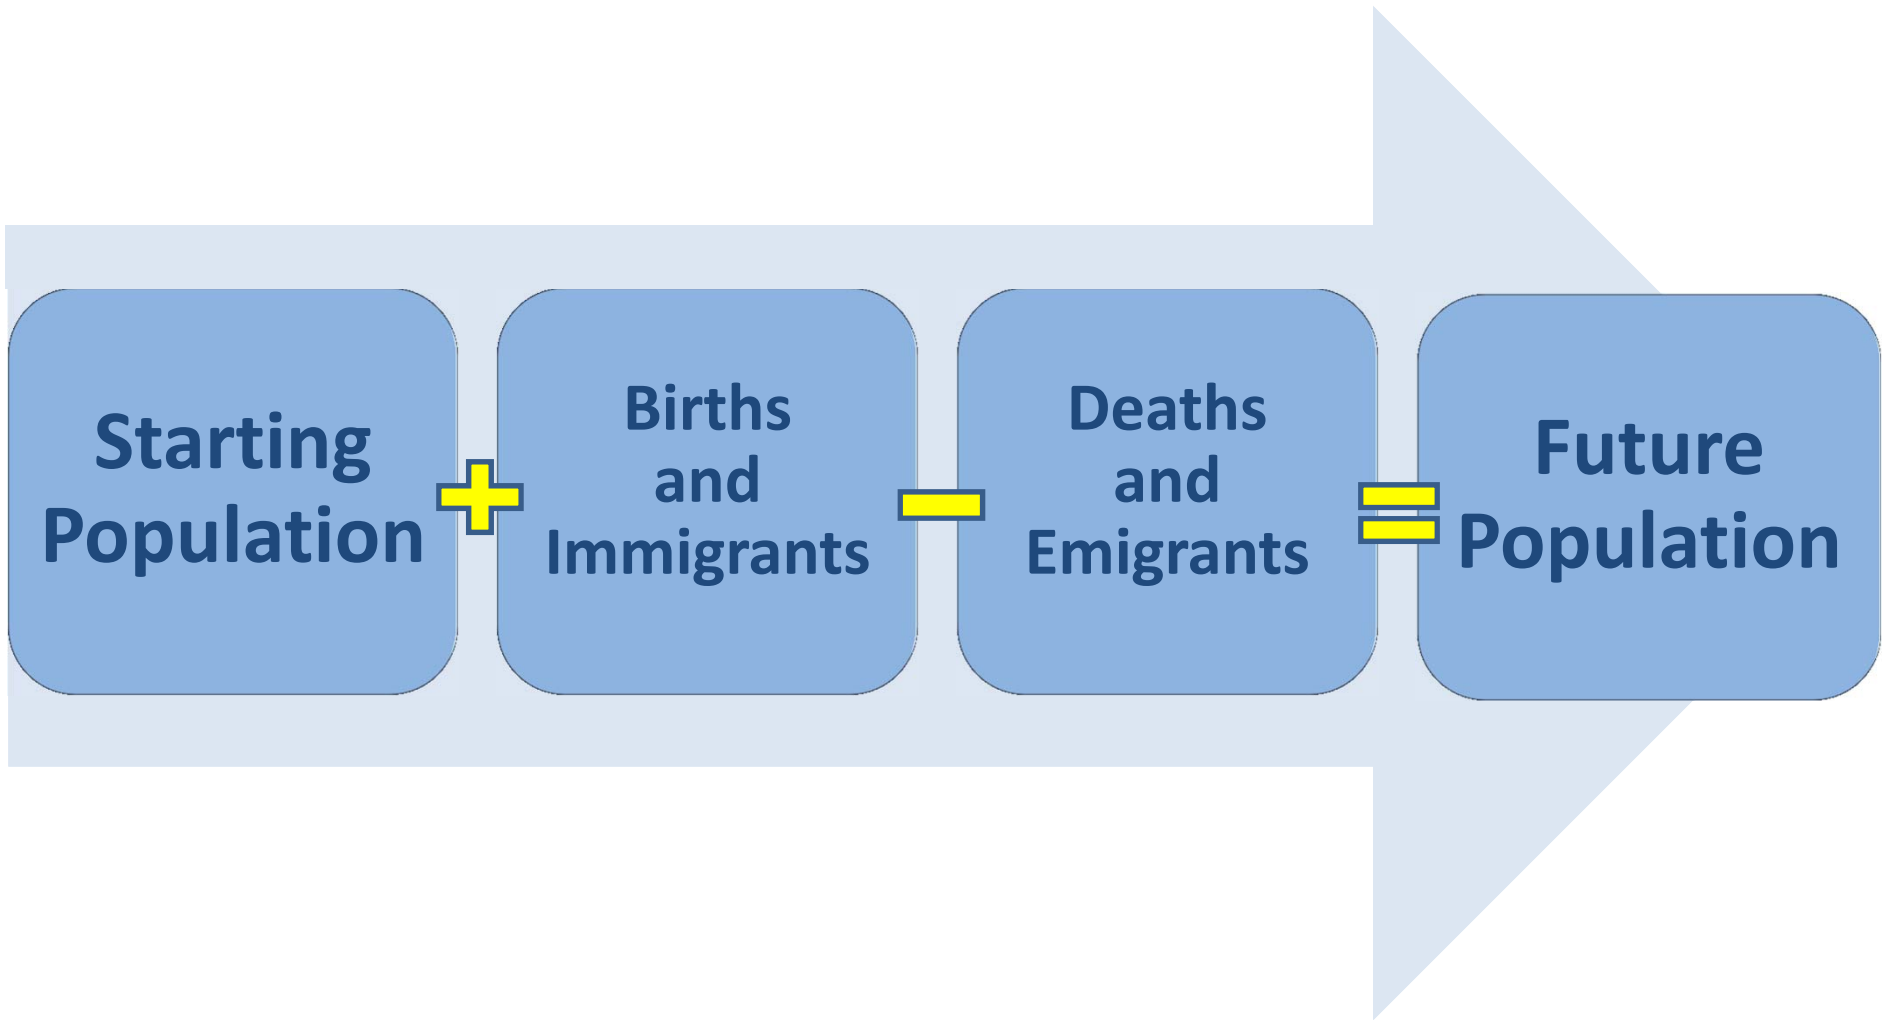 Starting
Population
Births
and
Immigrants
Deaths
and
Emigrants
Future
Population